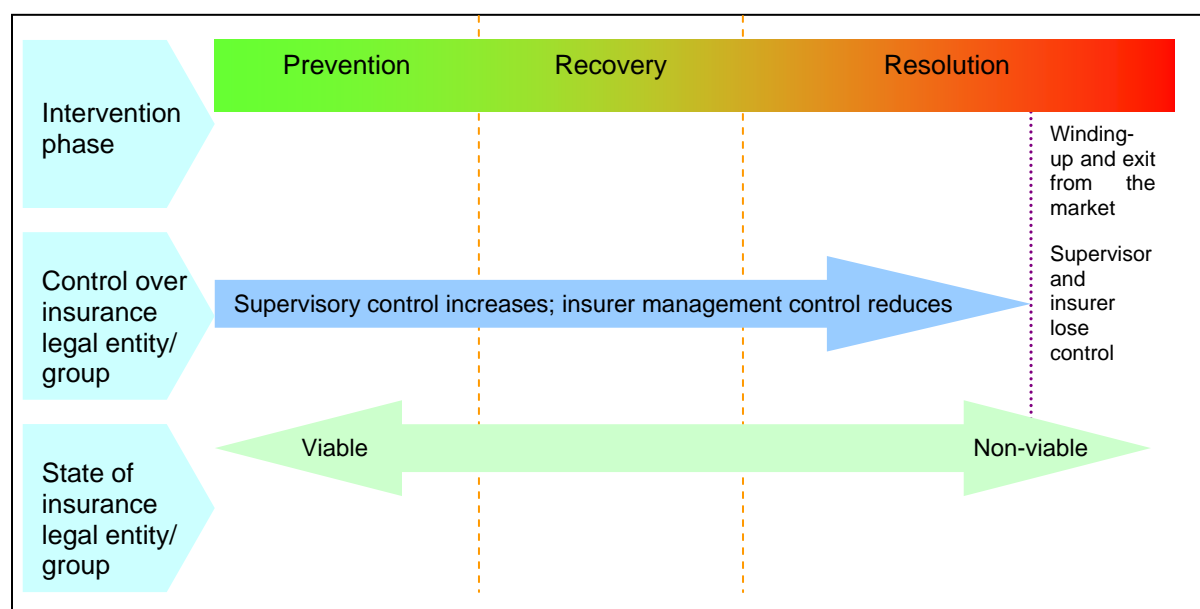 Prevention
Recovery
Resolution
Intervention
phase
Winding-
up and exit
from the
market
Control over
insurance
legal entity/
group
Supervisory control increases; insurer management control reduces
Supervisor
and
insurer
lose
control
State of
insurance
legal entity/
group
Viable
Non-viable